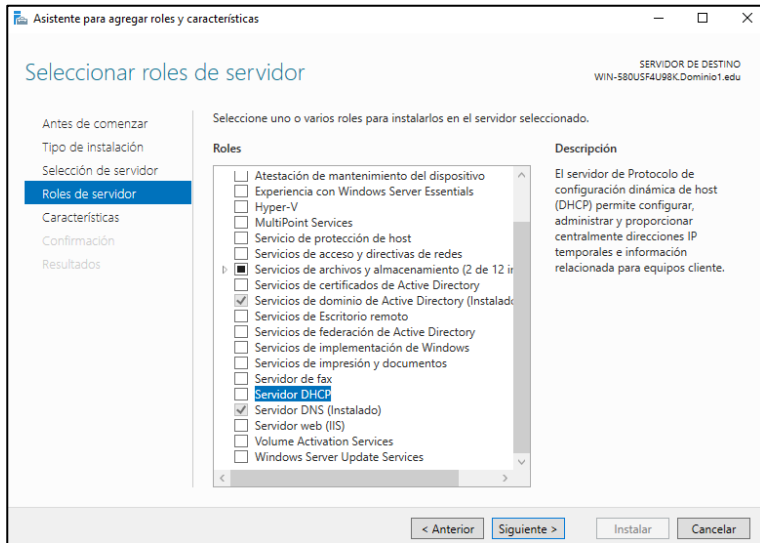 Asistente para agregar roles y características
Seleccionar roles de servidor
SERVIDOR DE DESTINO
WIN-580USF4U98K.Dominio1.edu
Antes de comenzar
Tipo de instalación
Selección de servidor
Roles de servidor
Características
Confirmación
Resultados
Seleccione uno o varios roles para instalarlos en el servidor seleccionado.
Roles
Atestación de mantenimiento del dispositivo
Experiencia con Windows Server Essentials
Hyper-V
MultiPoint Services
Servicio de protección de host
Servicios de acceso y directivas de redes
Servicios de archivos y almacenamiento (2 de 12 in
Servicios de certificados de Active Directory
Servicios de dominio de Active Directory (Instalado
Servicios de Escritorio remoto
Servicios de federación de Active Directory
Servicios de implementación de Windows
Servicios de impresión y documentos
Servidor de fax
Servidor DHCP
Servidor DNS (Instalado)
Servidor web (IIS)
Volume Activation Services
Windows Server Update Services
Descripción
El servidor de Protocolo de
configuración dinámica de host
(DHCP) permite configurar,
administrar y proporcionar
centralmente direcciones IP
temporales e información
relacionada para equipos cliente.
< Anterior
Siguiente >
Instalar
Cancelar